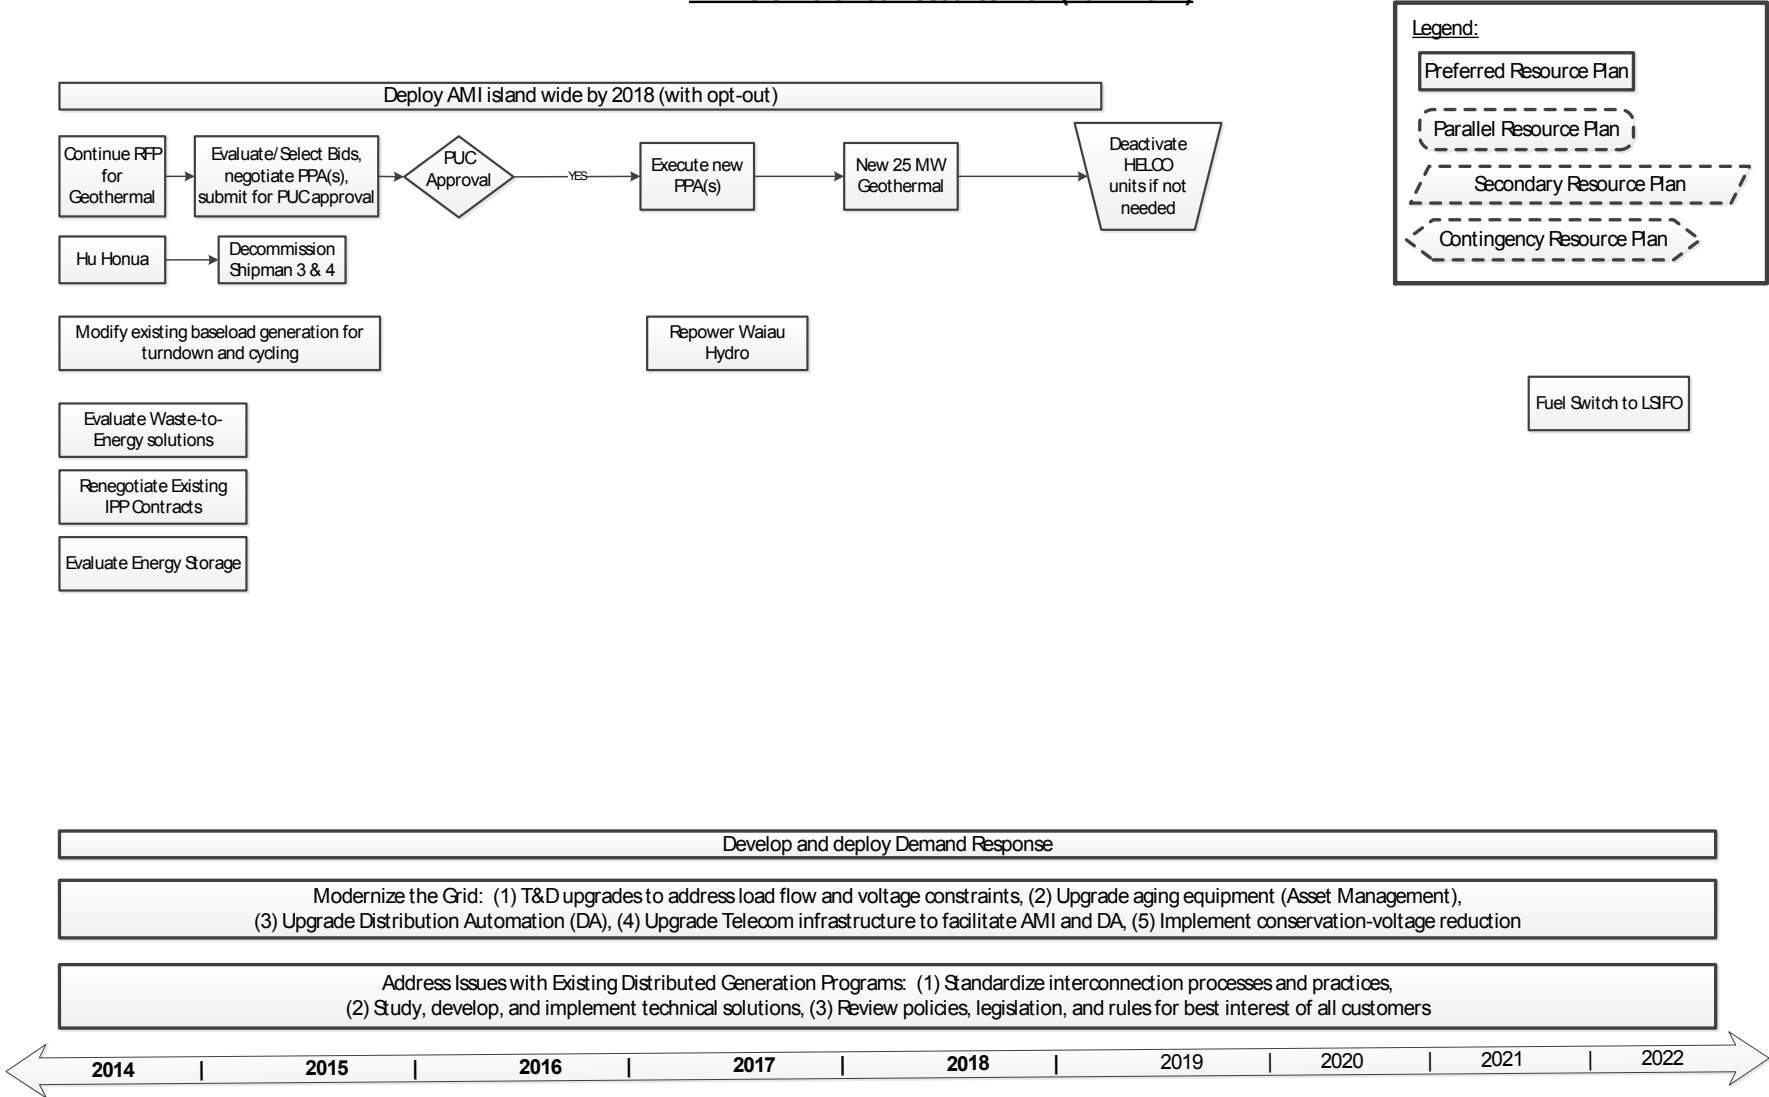 Legend:
Preferred Resource Plan
Parallel Resource Plan
Secondary Resource Plan
Contingency Resource Plan
Deploy AMI island wide by 2018 (with opt-out)
Continue RFP
for
Geothermal
Evaluate/Select Bids,
negotiate PPA(s),
submit for PUC approval
PUC
Approval
YES
Execute new
PPA(s)
New 25 MW
Geothermal
Deactivate
HELCO
units if not
needed
Hu Honua
Decommission
Shipman 3 & 4
Modify existing baseload generation for
turndown and cycling
Repower Waiau
Hydro
Fuel Switch to LSIFO
Evaluate Waste-to-
Energy solutions
Renegotiate Existing
IPP Contracts
Evaluate Energy Storage
Develop and deploy Demand Response
Modernize the Grid: (1) T&D upgrades to address load flow and voltage constraints, (2) Upgrade aging equipment (Asset Management),
(3) Upgrade Distribution Automation (DA), (4) Upgrade Telecom infrastructure to facilitate AMI and DA, (5) Implement conservation-voltage reduction
Address Issues with Existing Distributed Generation Programs: (1) Standardize interconnection processes and practices,
(2) Study, develop, and implement technical solutions, (3) Review policies, legislation, and rules for best interest of all customers
2014 | 2015 | 2016 | 2017 | 2018 | 2019 | 2020 | 2021 | 2022